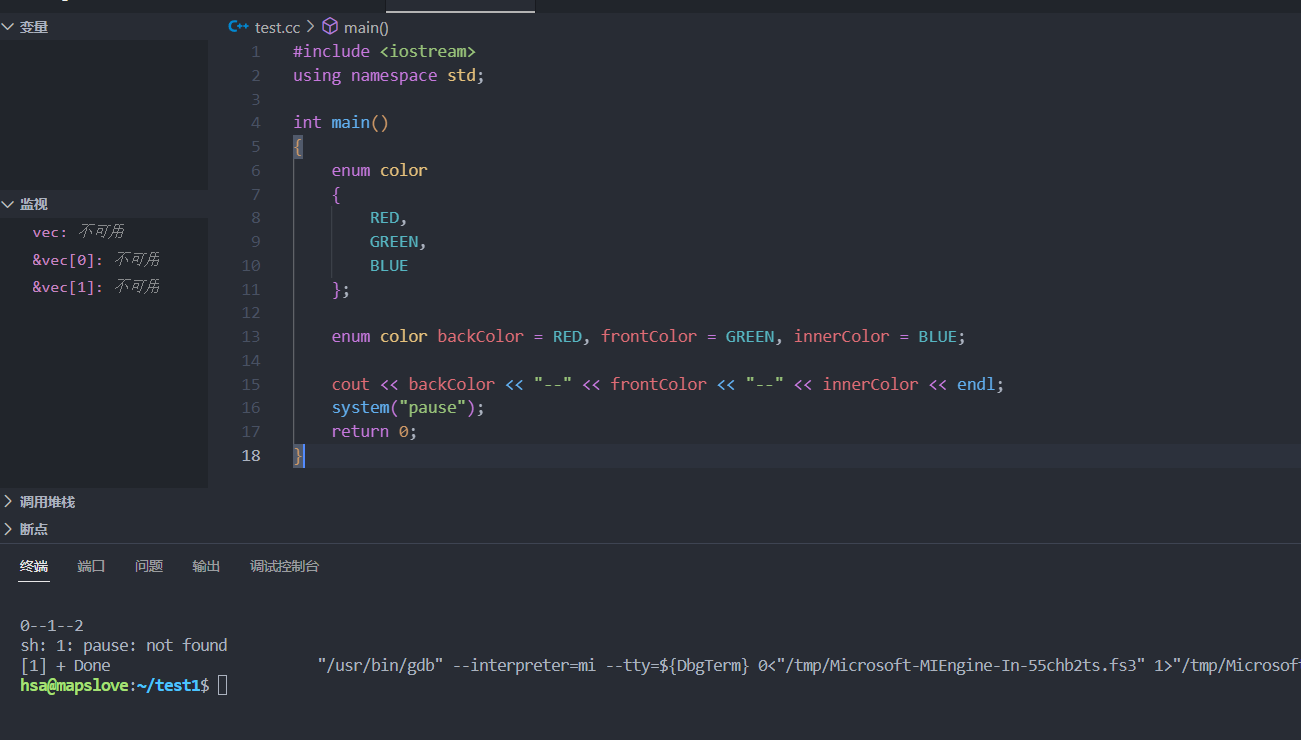 变量
vec: 不可用
&vec[0]: 不可用
&vec[1]: 不可用
监视
调用堆栈
断点
C++ test.cc > main()
1 #include <iostream>
2 using namespace std;
3
4 int main()
5 {
6     enum color
7     {
8         RED,
9         GREEN,
10         BLUE
11     };
12
13     enum color backColor = RED, frontColor = GREEN, innerColor = BLUE;
14
15     cout << backColor << "--" << frontColor << "--" << innerColor << endl;
16     system("pause");
17     return 0;
18 }
终端 端口 问题 输出 调试控制台
0--1--2
sh: 1: pause: not found
[1] + Done                       "/usr/bin/gdb" --interpreter=mi --tty=${DbgTerm} 0<"/tmp/Microsoft-MIEngine-In-55chb2ts.fs3" 1>"/tmp/Microsof
hsa@mapslove:~/test1$